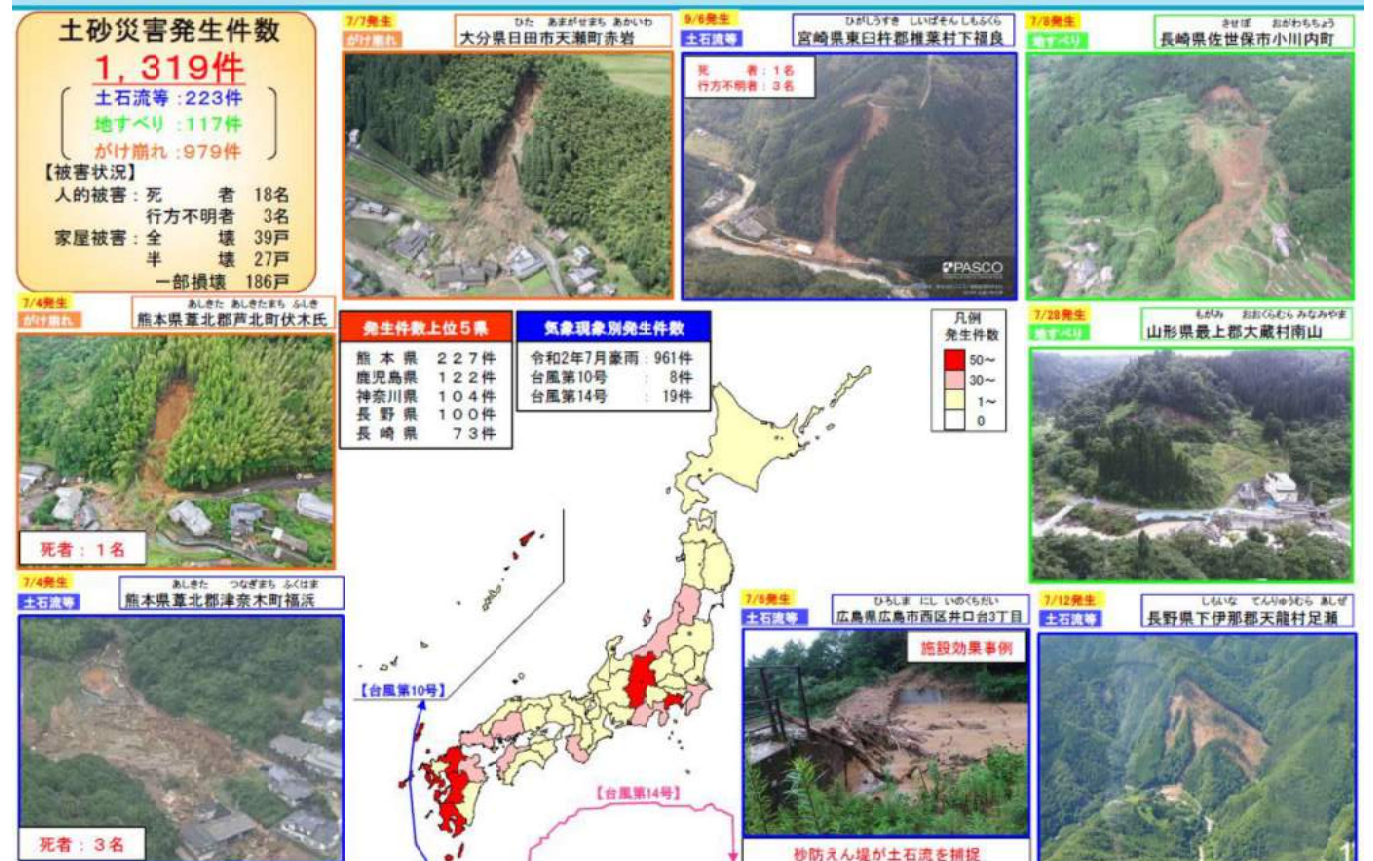 土砂災害発生件数
1,319件
土石流等:223件
地すべり:117件
がけ崩れ:979件
【被害状況】
人的被害:死 者 18名
行方不明者 3名
家屋被害:全 壊 39戸
半 壊 27戸
一部損壊 186戸
7/7発生
がけ崩れ
ひた あまがせまち あかいわ
大分県日田市天瀬町赤岩
9/6発生
土石流等
ひがしうすき しいばそん しもふくら
宮崎県東臼杵郡椎葉村下福良
死 者:1名
行方不明者:3名
PASCO
7/8発生
地すべり
させぼ おがわちちょう
長崎県佐世保市小川内町
7/4発生
がけ崩れ
あしきた あしきたまち ふしき
熊本県葦北郡芦北町伏木氏
死者:1名
発生件数上位5県
熊本県 227件
鹿児島県 122件
神奈川県 104件
長野県 100件
長崎県 73件
気象現象別発生件数
令和2年7月豪雨:961件
台風第10号 : 8件
台風第14号 : 19件
凡例
発生件数
50~
30~
1~
0
7/28発生
地すべり
もがみ おおくらむら みなみやま
山形県最上郡大蔵村南山
7/4発生
土石流等
あしきた つなぎまち ふくはま
熊本県葦北郡津奈木町福浜
死者:3名
【台風第10号】
【台風第14号】
7/6発生
土石流等
ひろしま にし いのくちだい
広島県広島市西区井口台3丁目
施設効果事例
砂防えん堤が土石流を捕捉
7/12発生
土石流等
しもいな てんりゅうむら あしぜ
長野県下伊那郡天龍村足瀬
1